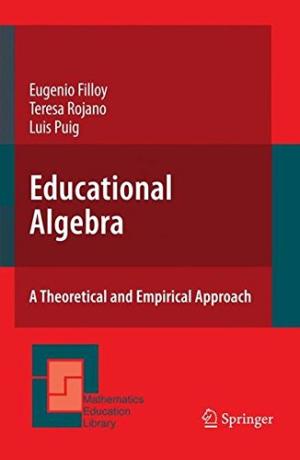 Eugenio Filloy
Teresa Rojano
Luis Puig
Educational
Algebra
A Theoretical and Empirical Approach
Mathematics
Education
Library
Springer